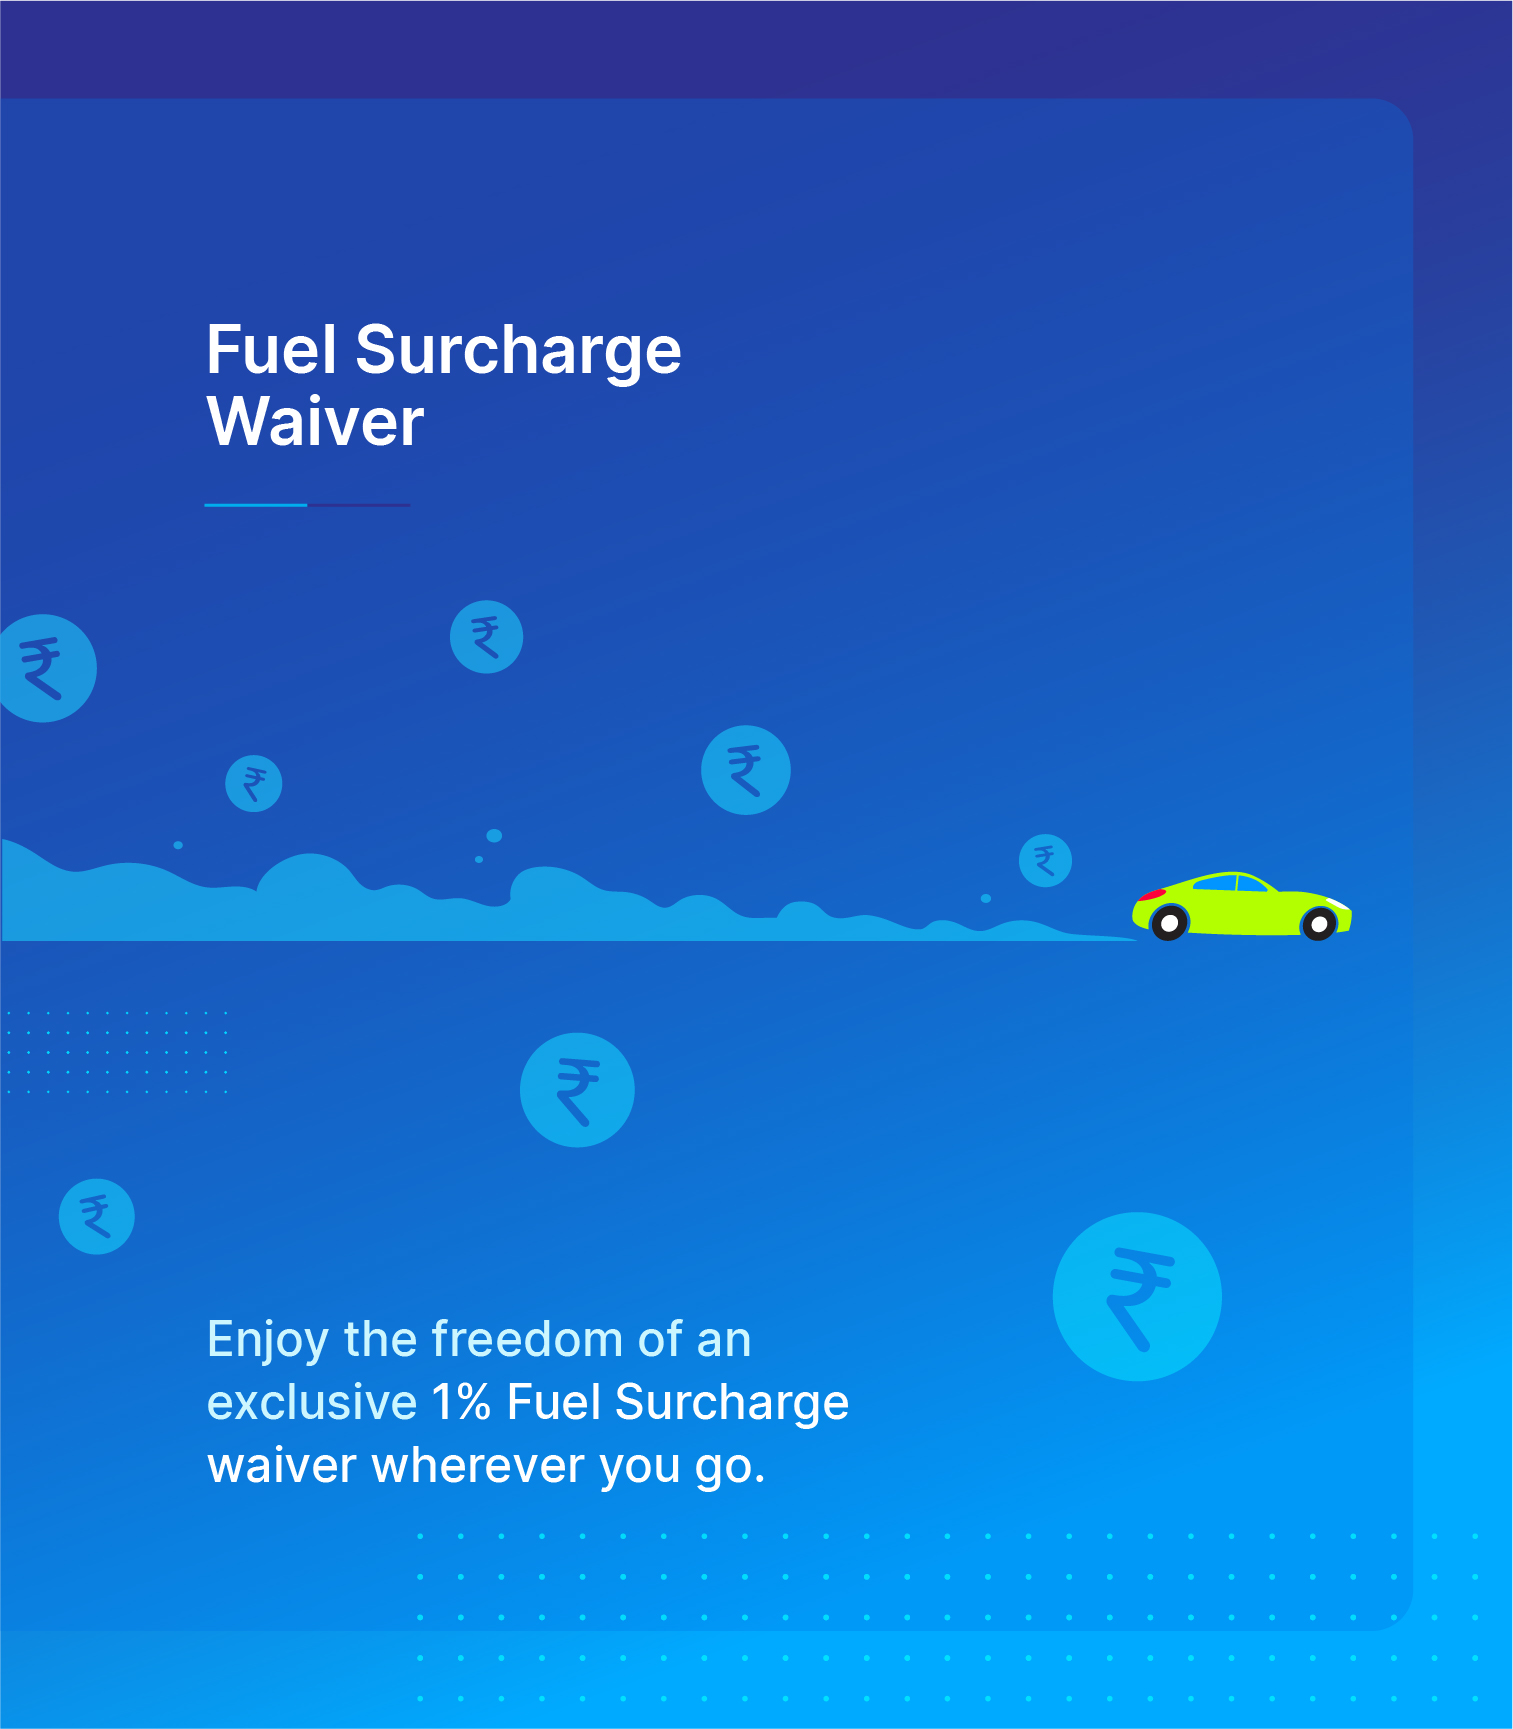 Fuel Surcharge
Waiver
₹
₹
₹
₹
₹
₹
₹
₹
Enjoy the freedom of an
exclusive 1% Fuel Surcharge
waiver wherever you go.